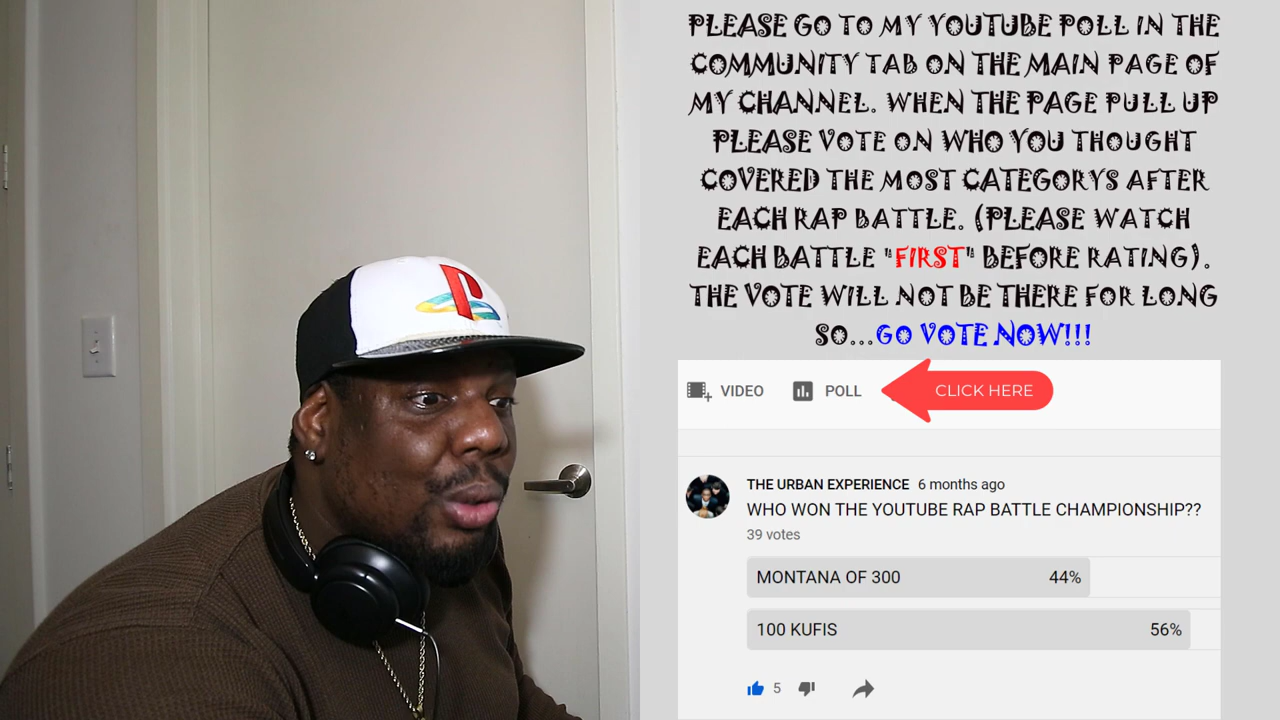 PLEASE GO TO MY YOUTUBE POLL IN THE
COMMUNITY TAB ON THE MAIN PAGE OF
MY CHANNEL. WHEN THE PAGE PULL UP
PLEASE VOTE ON WHO YOU THOUGHT
COVERED THE MOST CATEGORYS AFTER
EACH RAP BATTLE. (PLEASE WATCH
EACH BATTLE "FIRST" BEFORE RATING).
THE VOTE WILL NOT BE THERE FOR LONG
SO...GO VOTE NOW!!!
VIDEO POLL CLICK HERE
THE URBAN EXPERIENCE 6 months ago
WHO WON THE YOUTUBE RAP BATTLE CHAMPIONSHIP??
39 votes
MONTANA OF 300 44%
100 KUFIS 56%
5